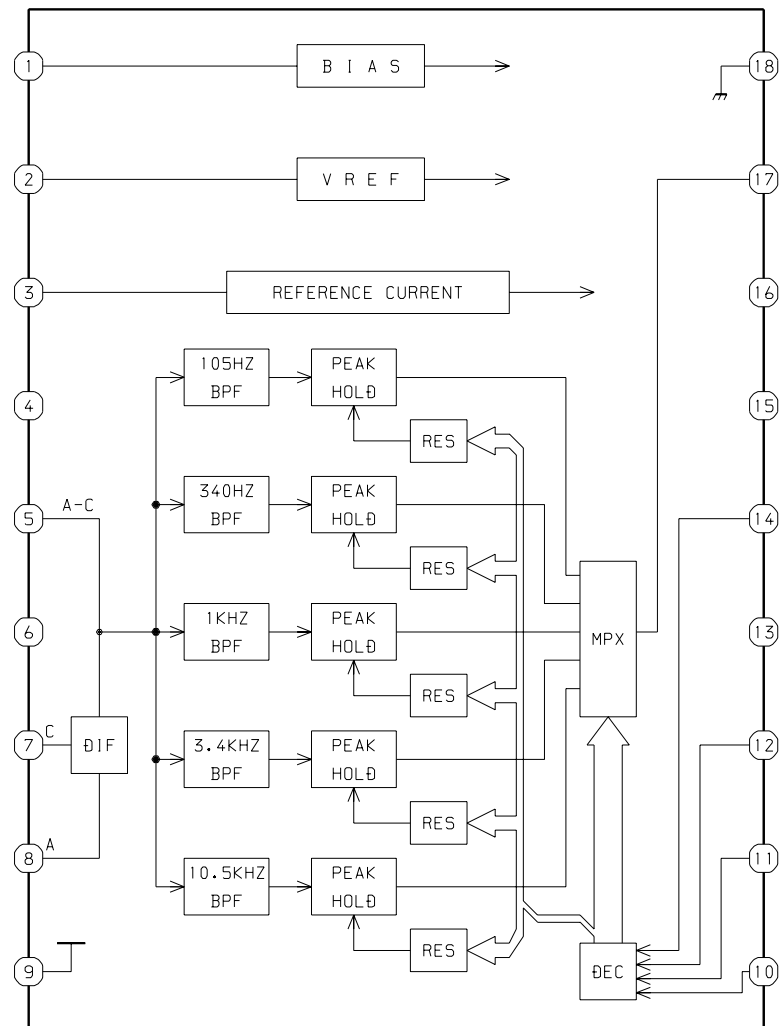 1
B I A S
18
2
V R E F
17
3
REFERENCE CURRENT
16
105HZ
BPF
PEAK
HOLD
4
15
RES
340HZ
BPF
PEAK
HOLD
A-C
5
14
RES
1KHZ
BPF
PEAK
HOLD
6
13
MPX
RES
C
7
DIF
3.4KHZ
BPF
PEAK
HOLD
12
RES
A
8
11
10.5KHZ
BPF
PEAK
HOLD
RES
9
DEC
10